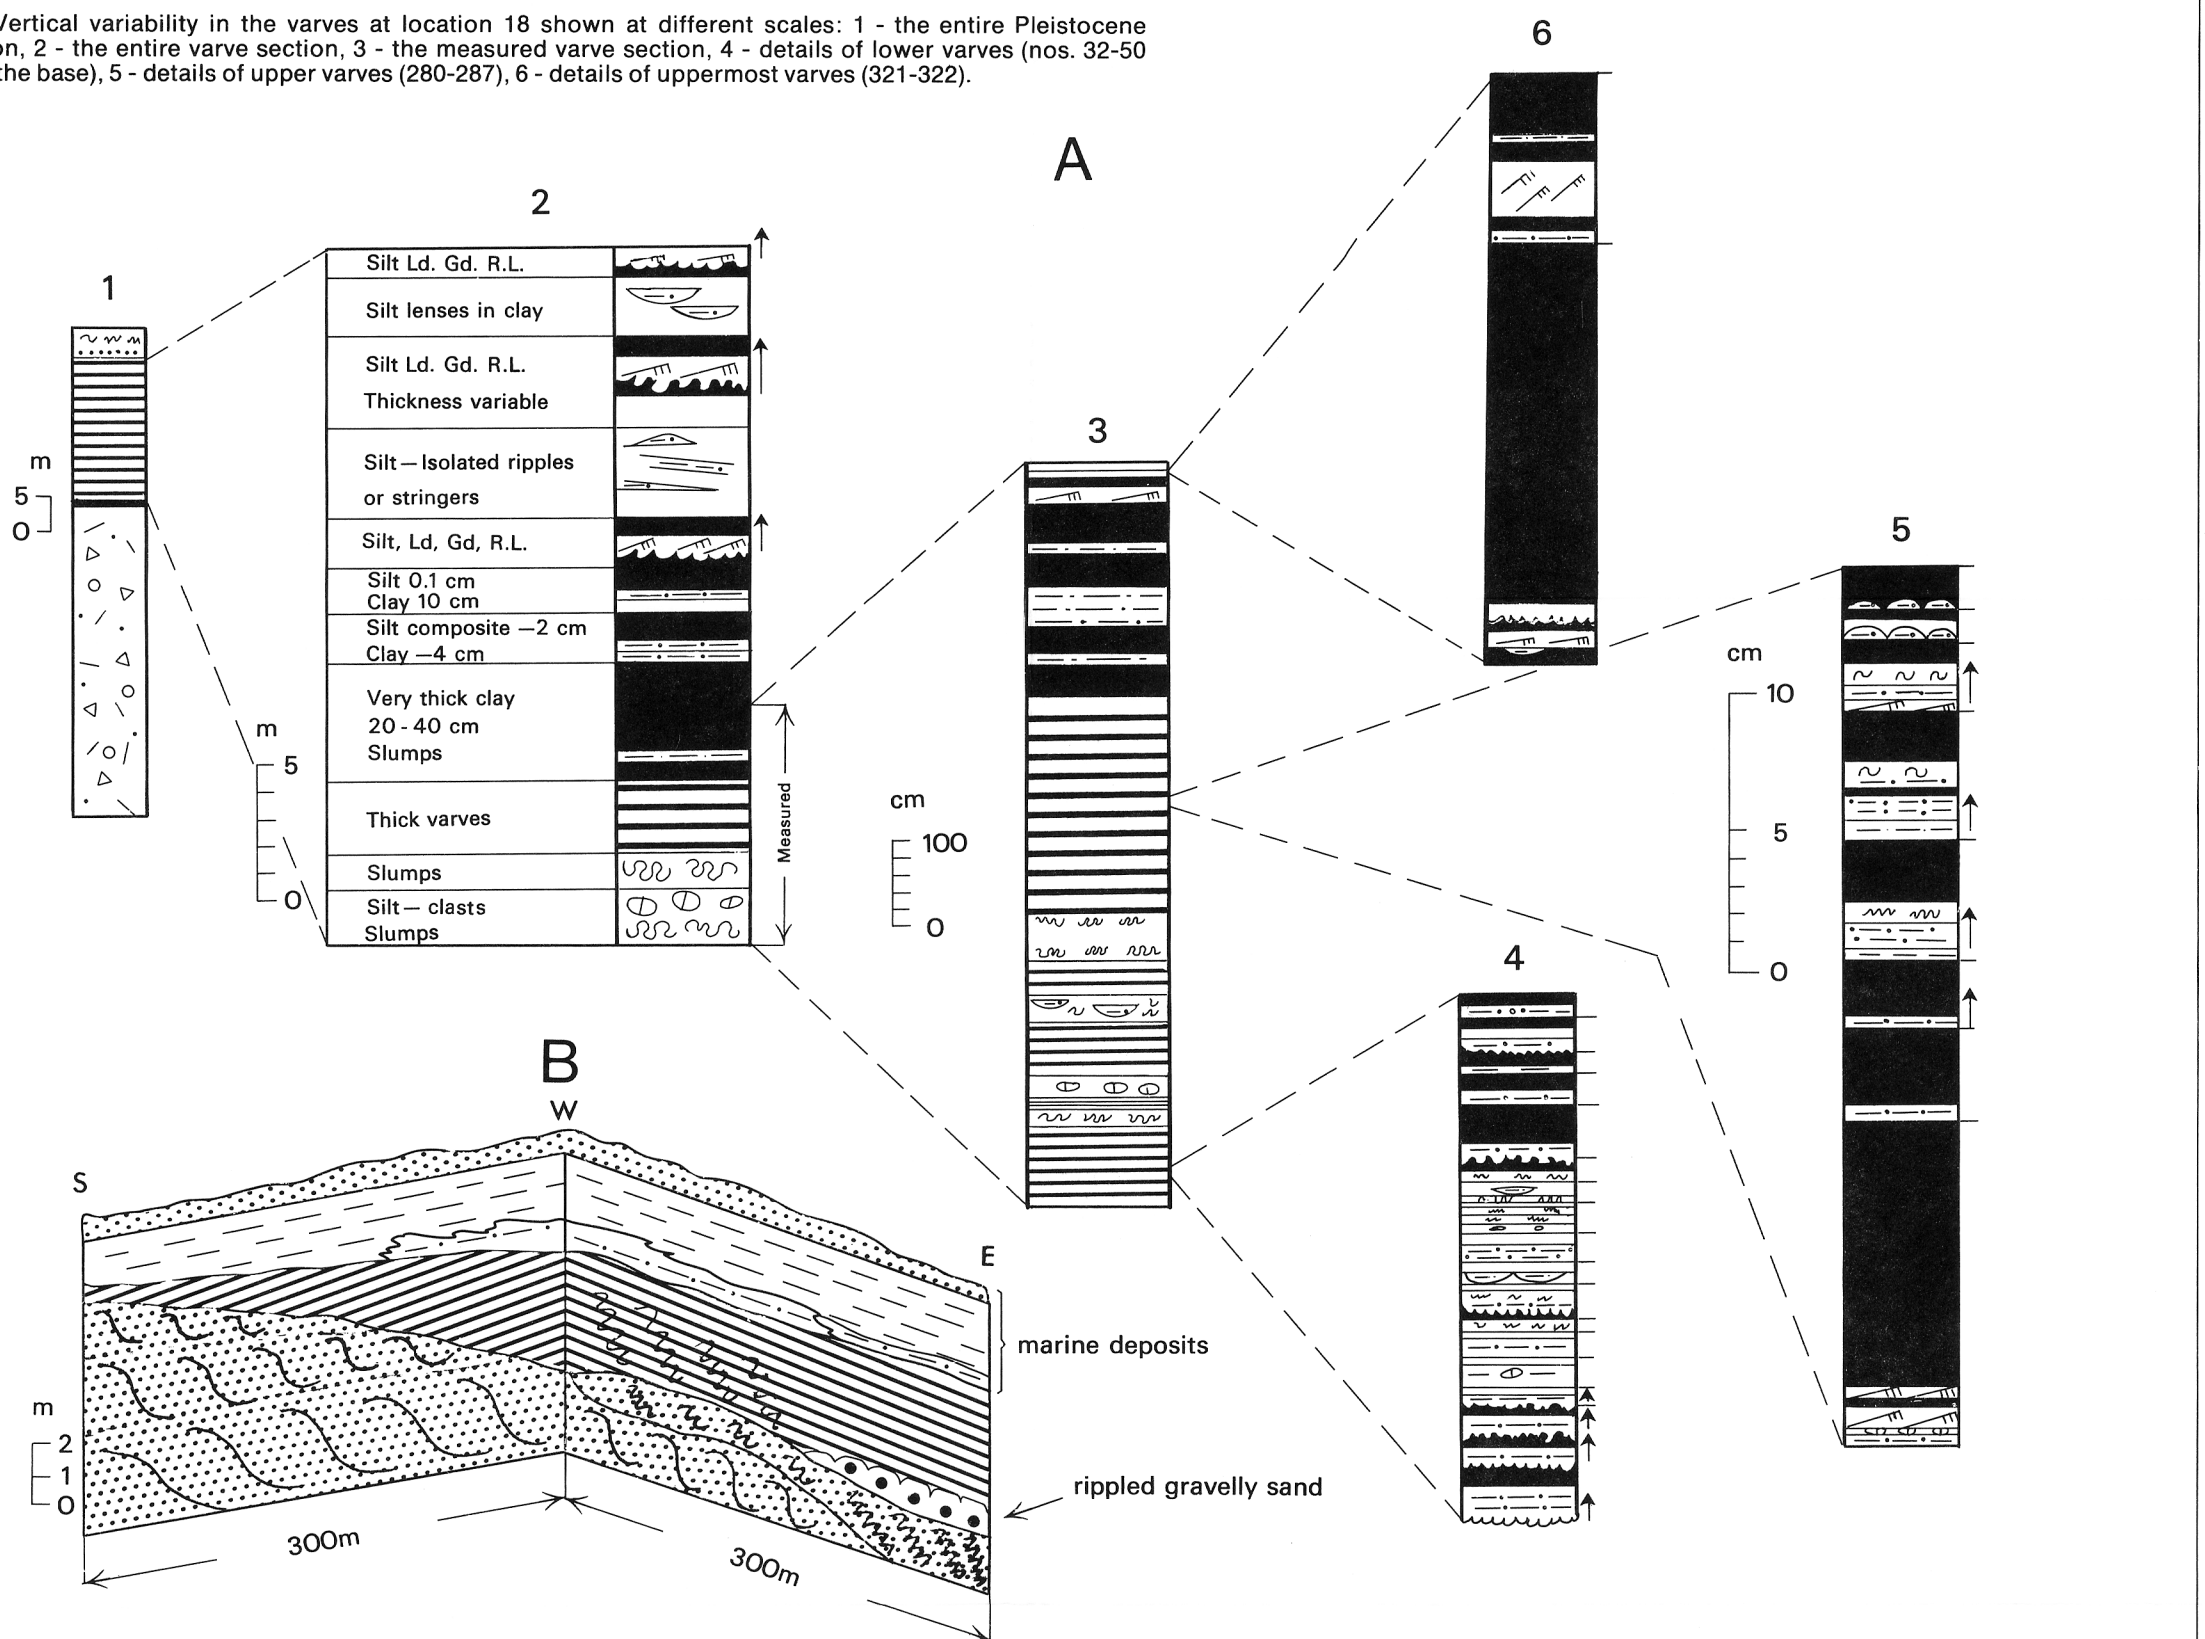 Vertical variability in the varves at location 18 shown at different scales: 1 - the entire Pleistocene
on, 2 - the entire varve section, 3 - the measured varve section, 4 - details of lower varves (nos. 32-50
the base), 5 - details of upper varves (280-287), 6 - details of uppermost varves (321-322).
A
1
m
5
0
2
Silt Ld. Gd. R.L.
Silt lenses in clay
Silt Ld. Gd. R.L.
Thickness variable
Silt — Isolated ripples
or stringers
Silt, Ld, Gd, R.L.
Silt 0.1 cm
Clay 10 cm
Silt composite —2 cm
Clay —4 cm
Very thick clay
20 - 40 cm
Slumps
Thick varves
Slumps
Silt — clasts
Slumps
m
5
0
Measured
3
cm
100
0
6
4
5
cm
10
5
0
B
W
S
E
m
2
1
0
300m
300m
marine deposits
rippled gravelly sand